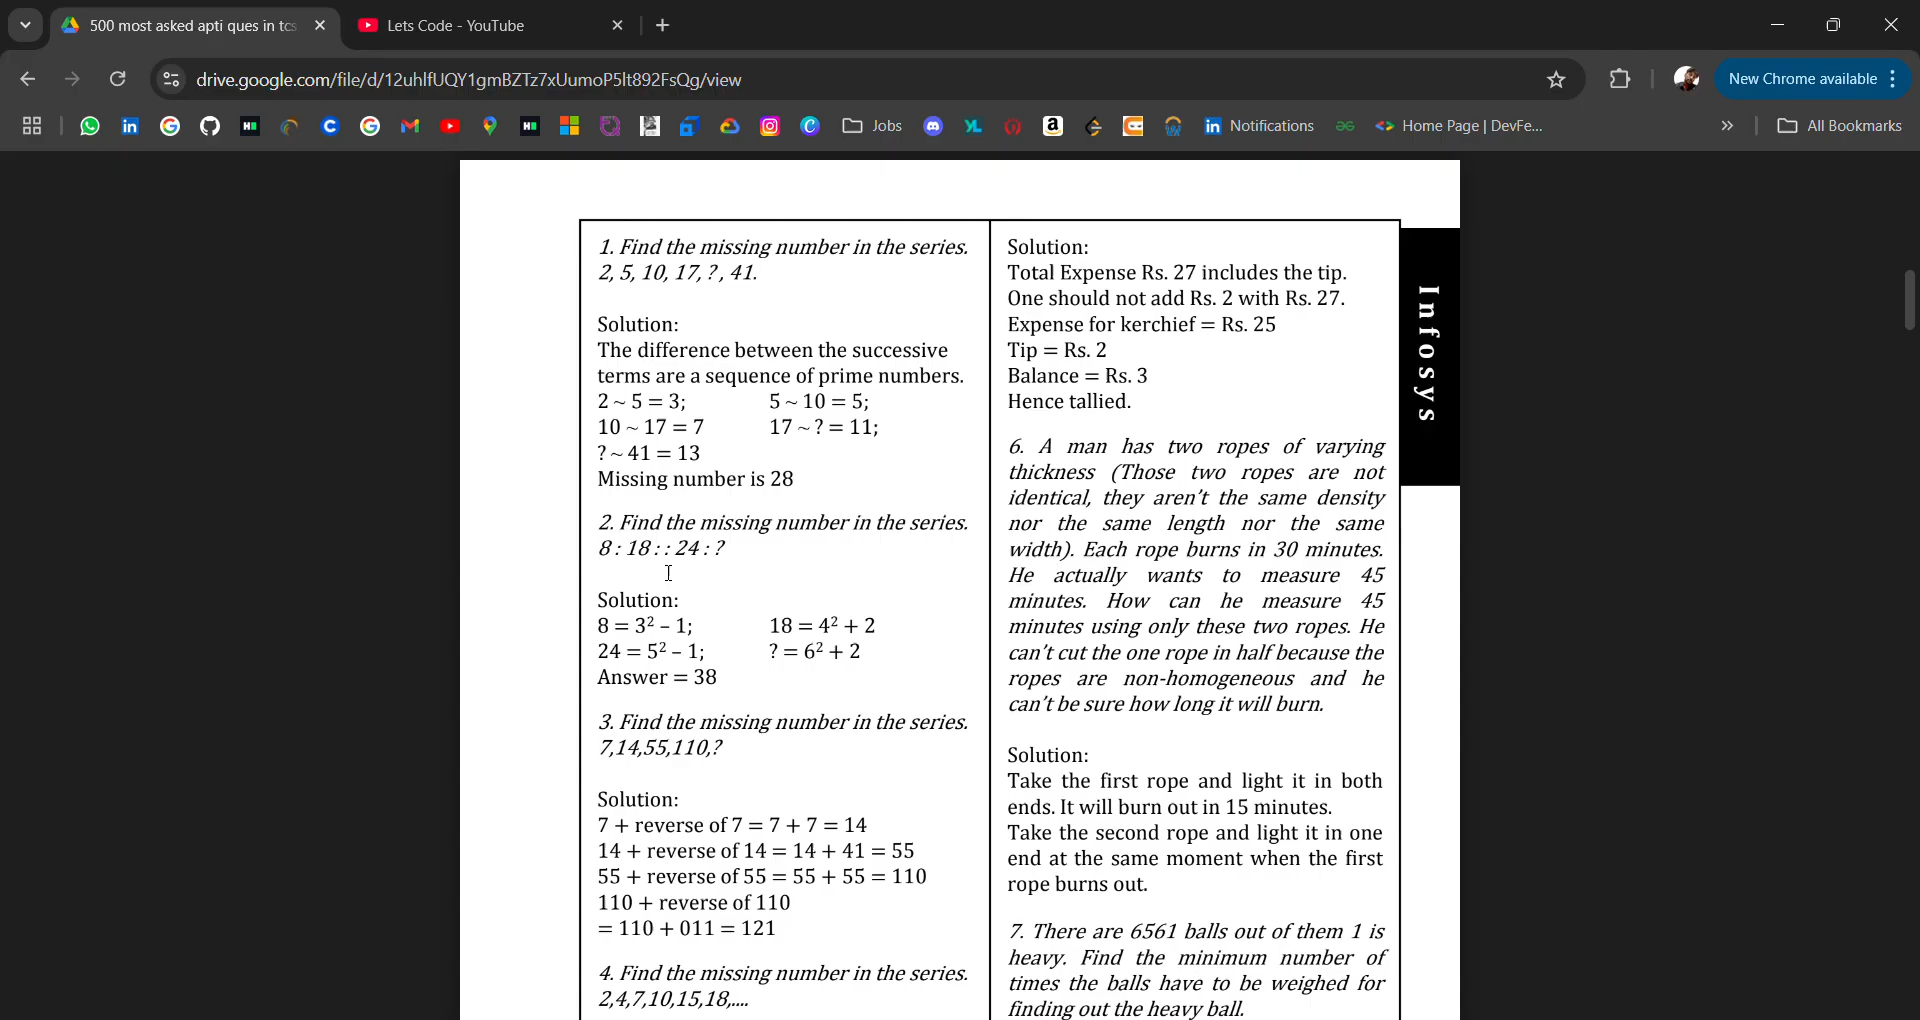 500 most asked apti ques in tcs
Lets Code - YouTube
drive.google.com/file/d/12uhlfUQY1gmBZTz7xUumoP5lt892FsQg/view
New Chrome available
Jobs
Notifications
Home Page | DevFe...
All Bookmarks
1. Find the missing number in the series.
2, 5, 10, 17, ? , 41.
Solution:
The difference between the successive
terms are a sequence of prime numbers.
2 ~ 5 = 3; 5 ~ 10 = 5;
10 ~ 17 = 7 17 ~ ? = 11;
? ~ 41 = 13
Missing number is 28
2. Find the missing number in the series.
8 : 18 : : 24 : ?
Solution:
8 = 3² – 1; 18 = 4² + 2
24 = 5² – 1; ? = 6² + 2
Answer = 38
3. Find the missing number in the series.
7,14,55,110,?
Solution:
7 + reverse of 7 = 7 + 7 = 14
14 + reverse of 14 = 14 + 41 = 55
55 + reverse of 55 = 55 + 55 = 110
110 + reverse of 110
= 110 + 011 = 121
4. Find the missing number in the series.
2,4,7,10,15,18,....
Solution:
Total Expense Rs. 27 includes the tip.
One should not add Rs. 2 with Rs. 27.
Expense for kerchief = Rs. 25
Tip = Rs. 2
Balance = Rs. 3
Hence tallied.
6. A man has two ropes of varying
thickness (Those two ropes are not
identical, they aren't the same density
nor the same length nor the same
width). Each rope burns in 30 minutes.
He actually wants to measure 45
minutes. How can he measure 45
minutes using only these two ropes. He
can't cut the one rope in half because the
ropes are non-homogeneous and he
can't be sure how long it will burn.
Solution:
Take the first rope and light it in both
ends. It will burn out in 15 minutes.
Take the second rope and light it in one
end at the same moment when the first
rope burns out.
7. There are 6561 balls out of them 1 is
heavy. Find the minimum number of
times the balls have to be weighed for
finding out the heavy ball.
Infosys